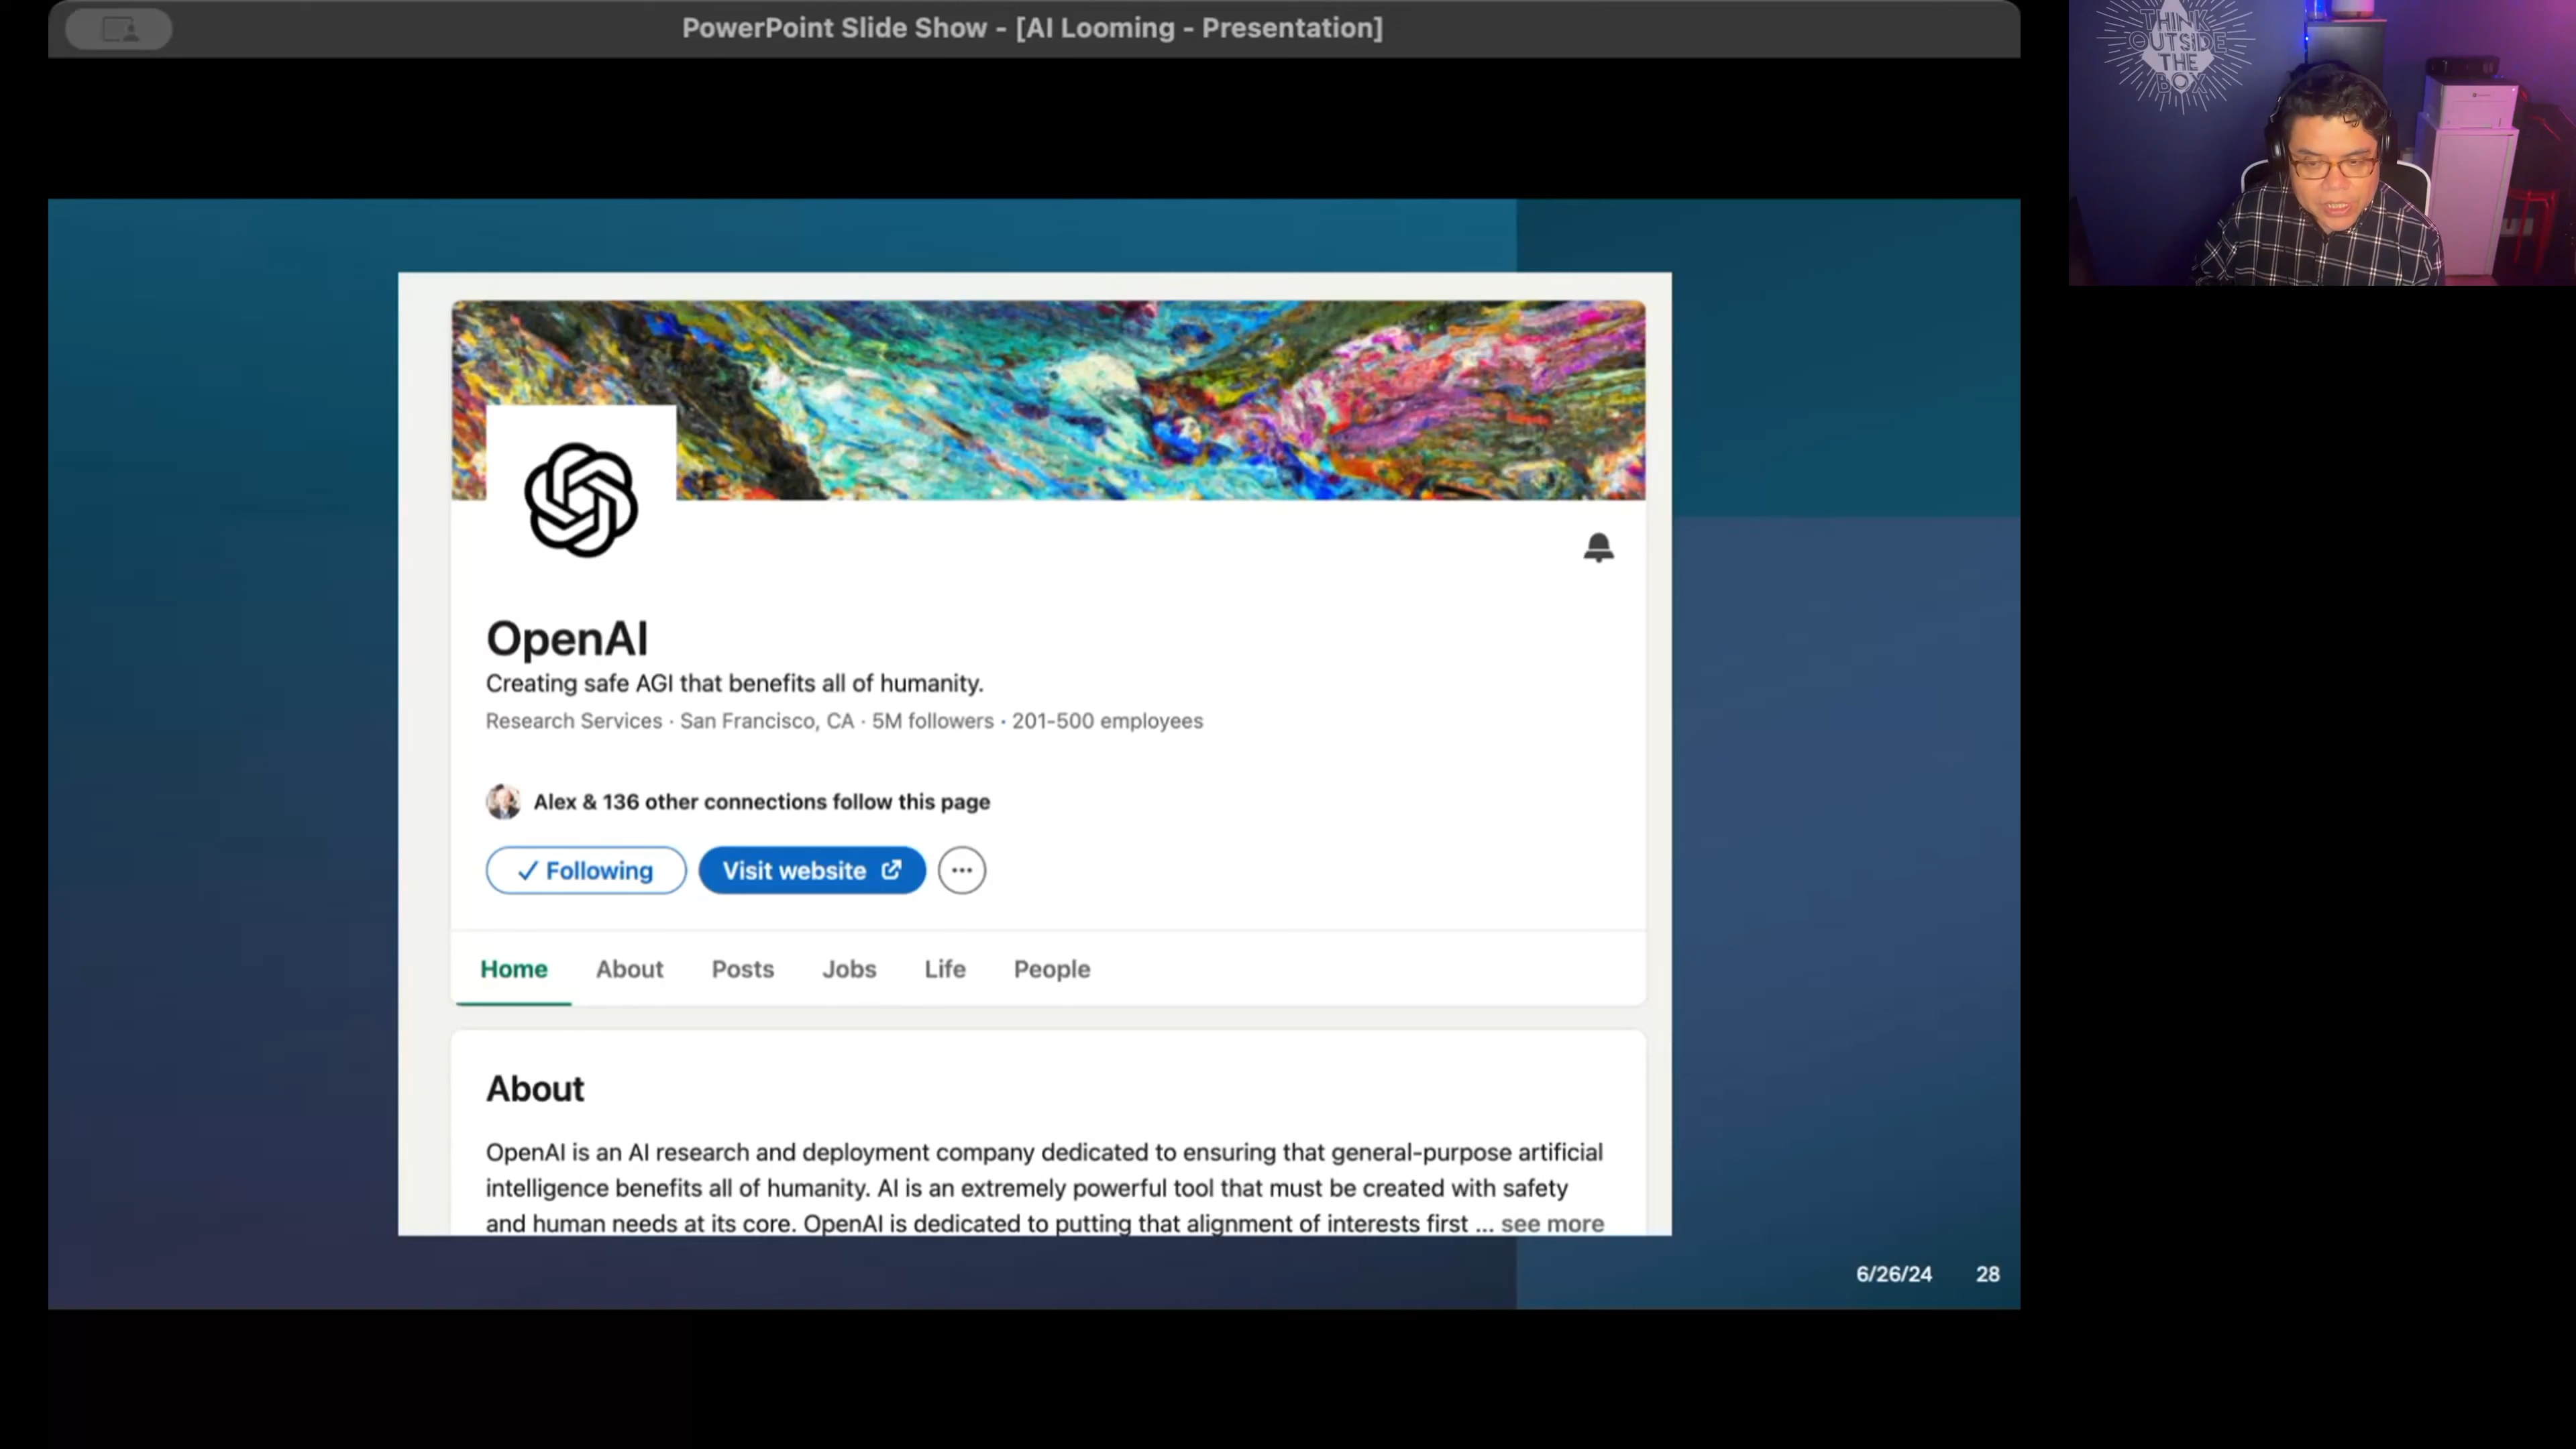 PowerPoint Slide Show - [AI Looming - Presentation]
THINK
OUTSIDE
THE
BOX
OpenAI
Creating safe AGI that benefits all of humanity.
Research Services · San Francisco, CA · 5M followers · 201-500 employees
Alex & 136 other connections follow this page
✓ Following
Visit website
Home
About
Posts
Jobs
Life
People
About
OpenAI is an AI research and deployment company dedicated to ensuring that general-purpose artificial
intelligence benefits all of humanity. AI is an extremely powerful tool that must be created with safety
and human needs at its core. OpenAI is dedicated to putting that alignment of interests first ... see more
6/26/24
28